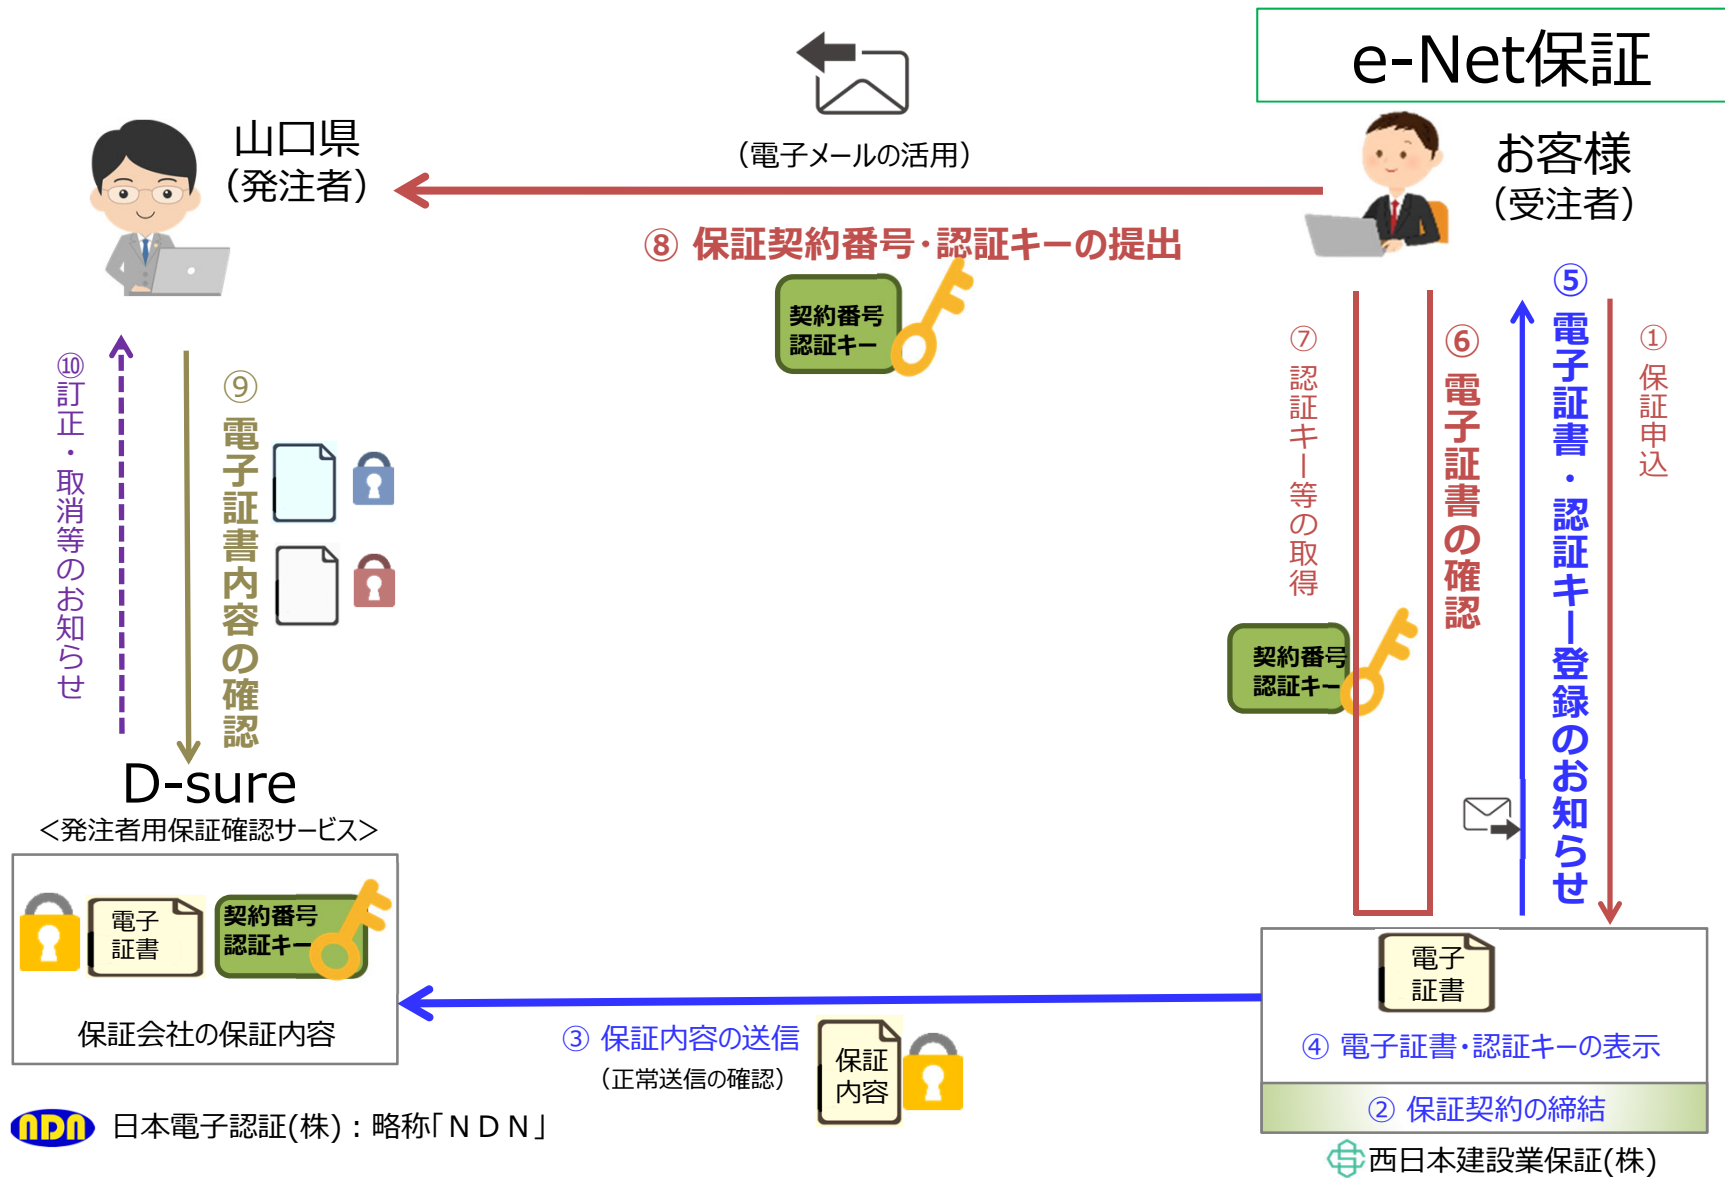 e-Net保証
山口県
（発注者）
（電子メールの活用）
お客様
（受注者）
⑧ 保証契約番号・認証キーの提出
契約番号
認証キー
⑩訂正・取消等のお知らせ
⑨電子証書内容の確認
⑦認証キー等の取得
⑥電子証書の確認
⑤電子証書・認証キー登録のお知らせ
①保証申込
契約番号
認証キー
D-sure
＜発注者用保証確認サービス＞
電子
証書
契約番号
認証キー
保証会社の保証内容
③ 保証内容の送信
（正常送信の確認）
保証
内容
電子
証書
④ 電子証書・認証キーの表示
② 保証契約の締結
NDN 日本電子認証(株)：略称「ＮＤＮ」
西日本建設業保証(株)